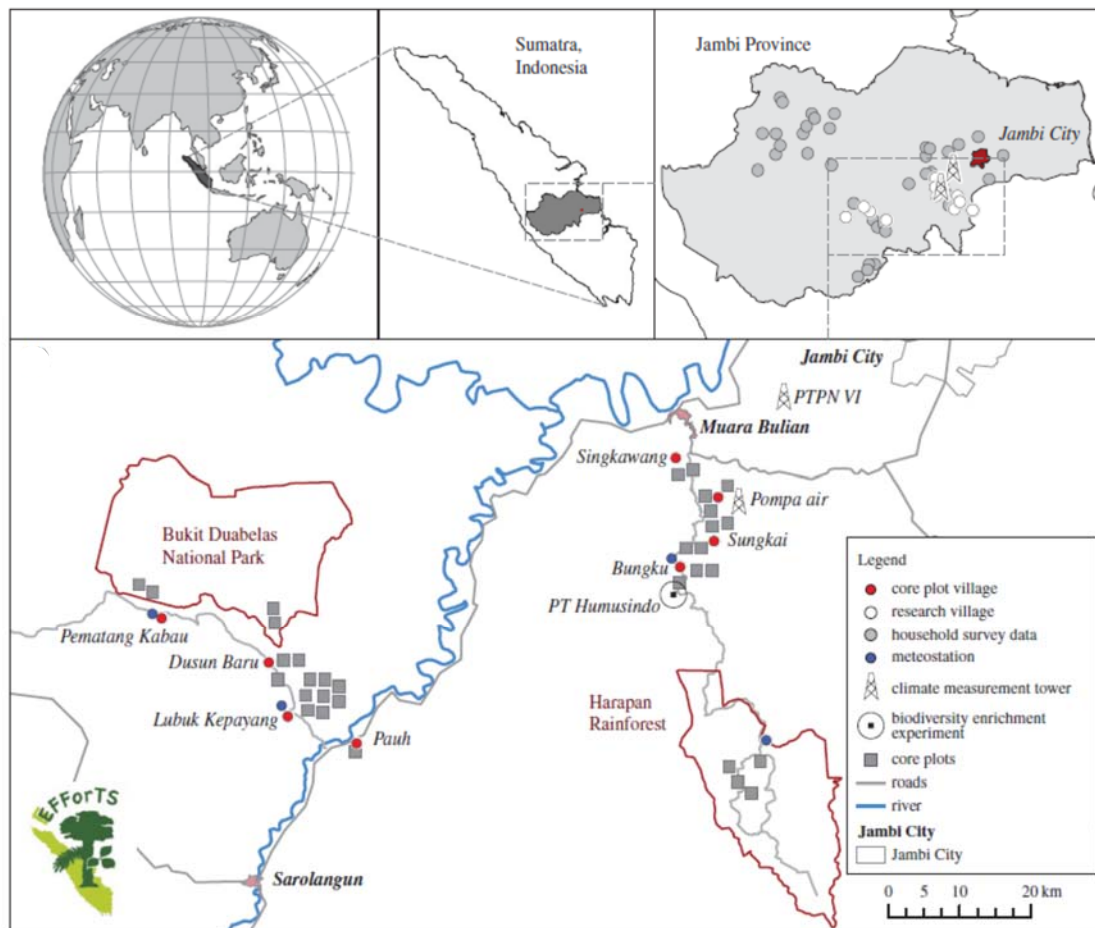 Sumatra,
Indonesia
Jambi Province
Jambi City
Jambi City
PTPN VI
Muara Bulian
Singkawang
Pompa air
Sungkai
Bungku
PT Humusindo
Bukit Duabelas
National Park
Pematang Kabau
Dusun Baru
Lubuk Kepayang
Pauh
Harapan
Rainforest
Sarolangun
EFForTS
Legend
core plot village
research village
household survey data
meteostation
climate measurement tower
biodiversity enrichment
experiment
core plots
roads
river
Jambi City
Jambi City
0 5 10 20 km